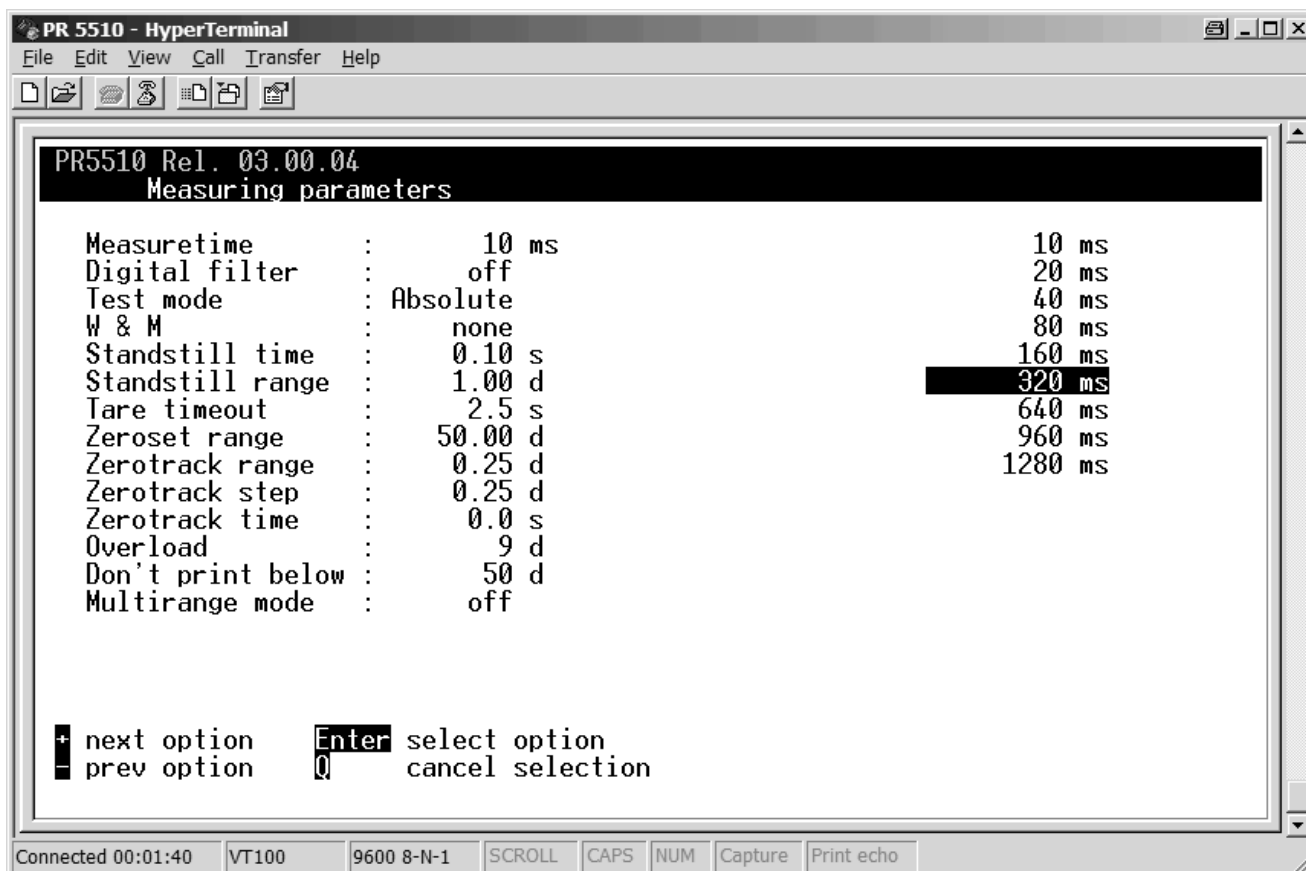 PR 5510 - HyperTerminal
File Edit View Call Transfer Help
PR5510 Rel. 03.00.04
Measuring parameters
Measuretime : 10 ms 10 ms
Digital filter : off 20 ms
Test mode : Absolute 40 ms
W & M : none 80 ms
Standstill time : 0.10 s 160 ms
Standstill range : 1.00 d 320 ms
Tare timeout : 2.5 s 640 ms
Zeroset range : 50.00 d 960 ms
Zerotrack range : 0.25 d 1280 ms
Zerotrack step : 0.25 d
Zerotrack time : 0.0 s
Overload : 9 d
Don't print below : 50 d
Multirange mode : off
+ next option Enter select option
- prev option Q cancel selection
Connected 00:01:40 VT100 9600 8-N-1 SCROLL CAPS NUM Capture Print echo